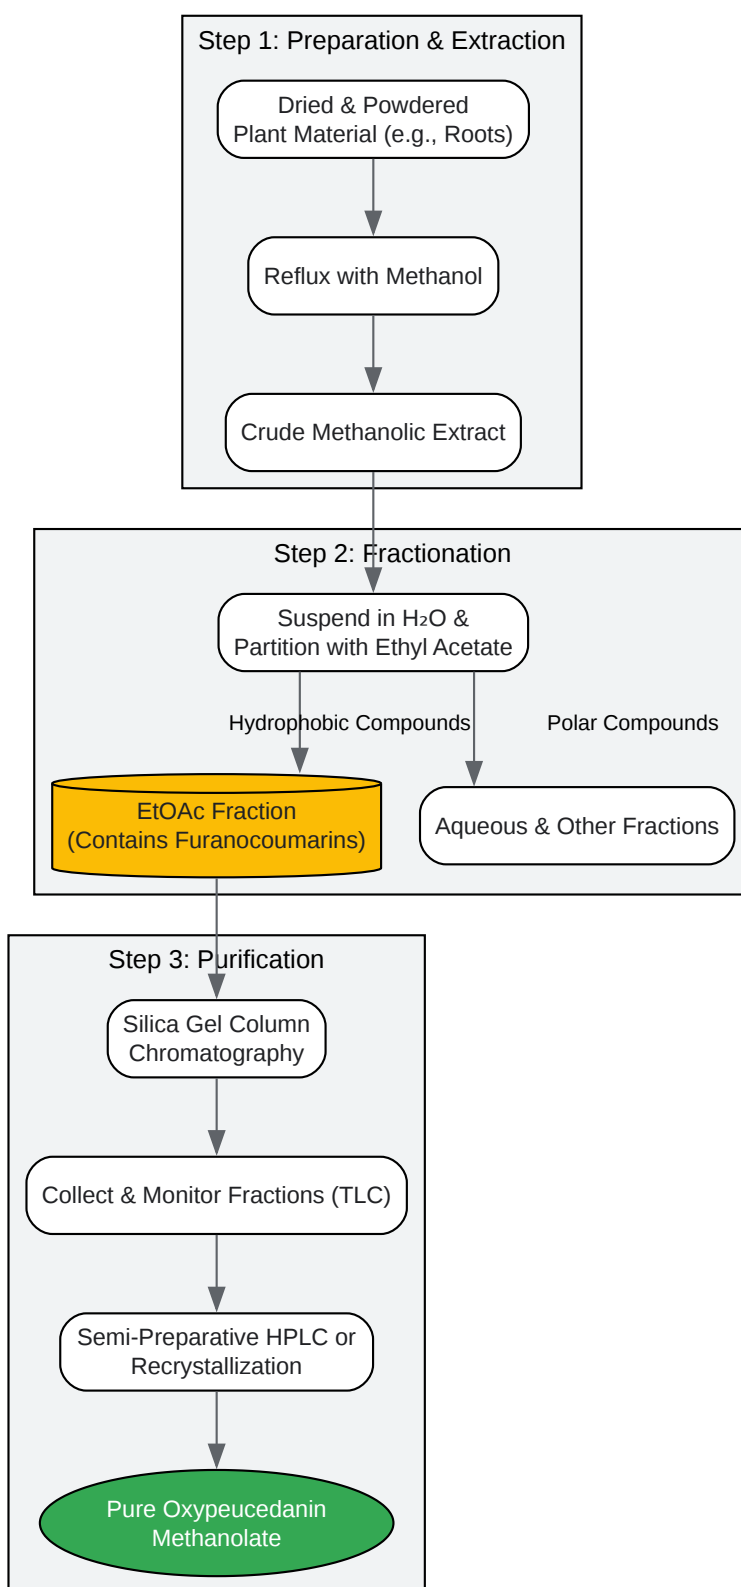 Step 1: Preparation & Extraction
Dried & Powdered
Plant Material (e.g., Roots)
Reflux with Methanol
Crude Methanolic Extract
Step 2: Fractionation
Suspend in H₂O &
Partition with Ethyl Acetate
Hydrophobic Compounds
Polar Compounds
EtOAc Fraction
(Contains Furanocoumarins)
Aqueous & Other Fractions
Step 3: Purification
Silica Gel Column
Chromatography
Collect & Monitor Fractions (TLC)
Semi-Preparative HPLC or
Recrystallization
Pure Oxypeucedanin
Methanolate